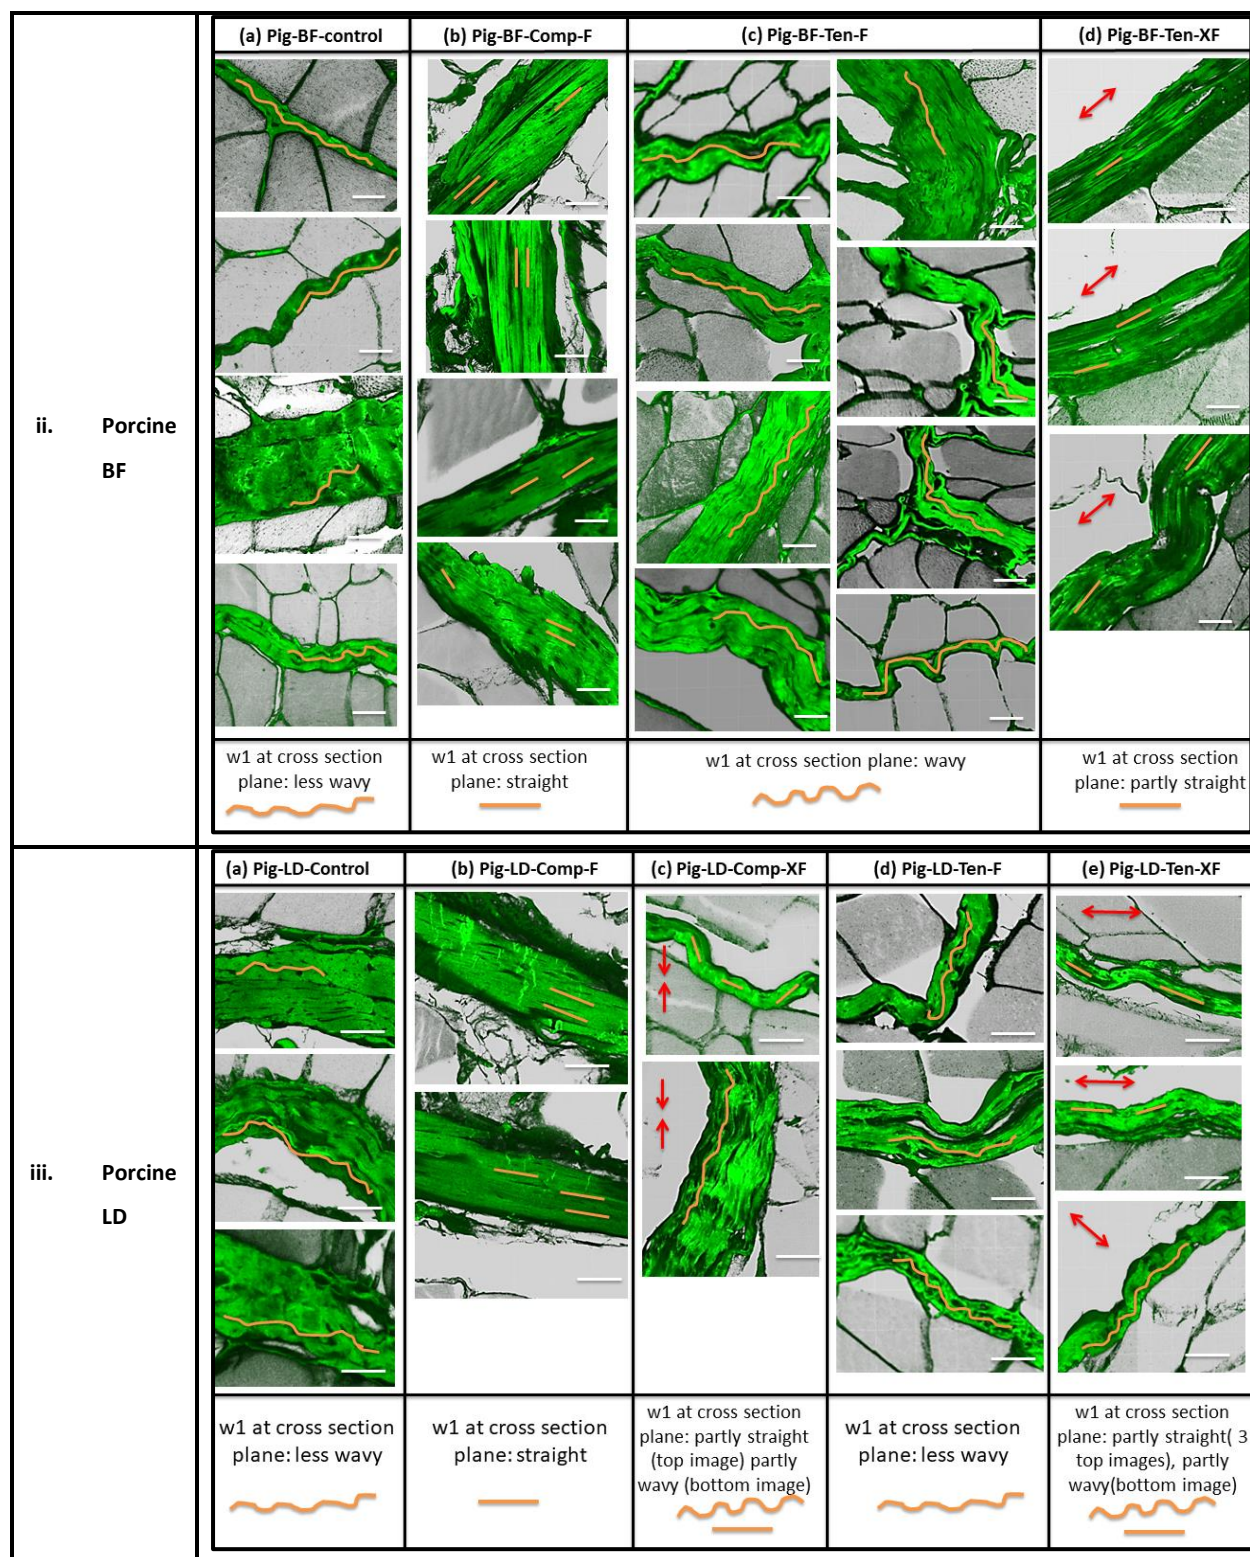 ii. Porcine
BF
(a) Pig-BF-control
(b) Pig-BF-Comp-F
(c) Pig-BF-Ten-F
(d) Pig-BF-Ten-XF
w1 at cross section
plane: less wavy
w1 at cross section
plane: straight
w1 at cross section plane: wavy
w1 at cross section
plane: partly straight
iii. Porcine
LD
(a) Pig-LD-Control
(b) Pig-LD-Comp-F
(c) Pig-LD-Comp-XF
(d) Pig-LD-Ten-F
(e) Pig-LD-Ten-XF
w1 at cross section
plane: less wavy
w1 at cross section
plane: straight
w1 at cross section
plane: partly straight
(top image) partly
wavy (bottom image)
w1 at cross section
plane: less wavy
w1 at cross section
plane: partly straight( 3
top images), partly
wavy(bottom image)